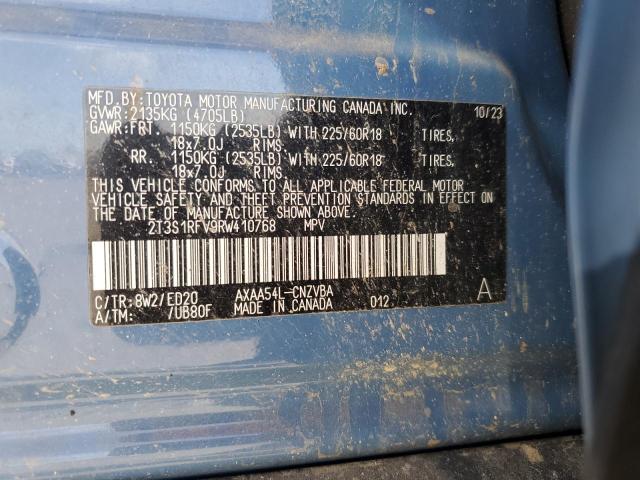 MFD.BY:TOYOTA MOTOR MANUFACTURING CANADA INC. 10/23
GVWR:2135KG (4705LB)
GAWR:FRT. 1150KG (2535LB) WITH 225/60R18 TIRES,
18x7.0J RIMS
RR. 1150KG (2535LB) WITH 225/60R18 TIRES,
18x7.0J RIMS
THIS VEHICLE CONFORMS TO ALL APPLICABLE FEDERAL MOTOR
VEHICLE SAFETY AND THEFT PREVENTION STANDARDS IN EFFECT ON
THE DATE OF MANUFACTURE SHOWN ABOVE.
2T3S1RFV9RW410768 MPV
C/TR:8W2/ED20 AXAA54L-CNZVBA A
A/TM: /UB80F MADE IN CANADA 012